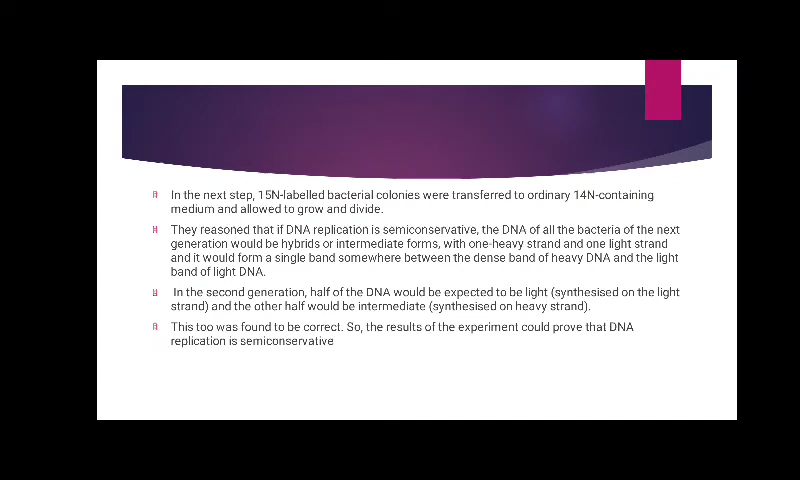 In the next step, 15N-labelled bacterial colonies were transferred to ordinary 14N-containing
medium and allowed to grow and divide.
They reasoned that if DNA replication is semiconservative, the DNA of all the bacteria of the next
generation would be hybrids or intermediate forms, with one-heavy strand and one light strand
and it would form a single band somewhere between the dense band of heavy DNA and the light
band of light DNA.
In the second generation, half of the DNA would be expected to be light (synthesised on the light
strand) and the other half would be intermediate (synthesised on heavy strand).
This too was found to be correct. So, the results of the experiment could prove that DNA
replication is semiconservative